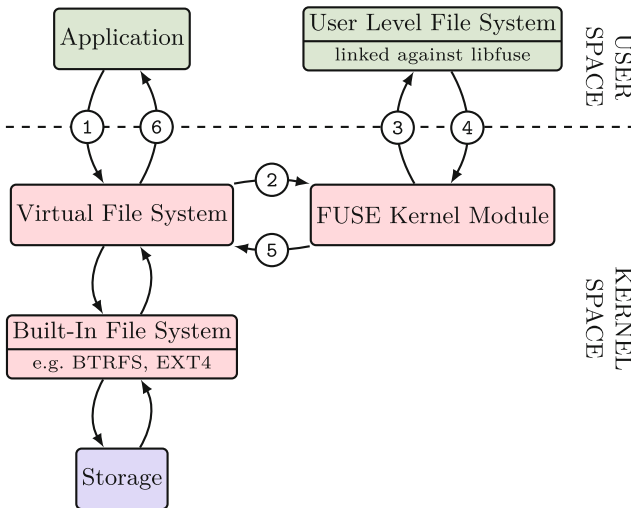 Application
User Level File System
linked against libfuse
USER
SPACE
1
6
3
4
Virtual File System
2
FUSE Kernel Module
5
KERNEL
SPACE
Built-In File System
e.g. BTRFS, EXT4
Storage